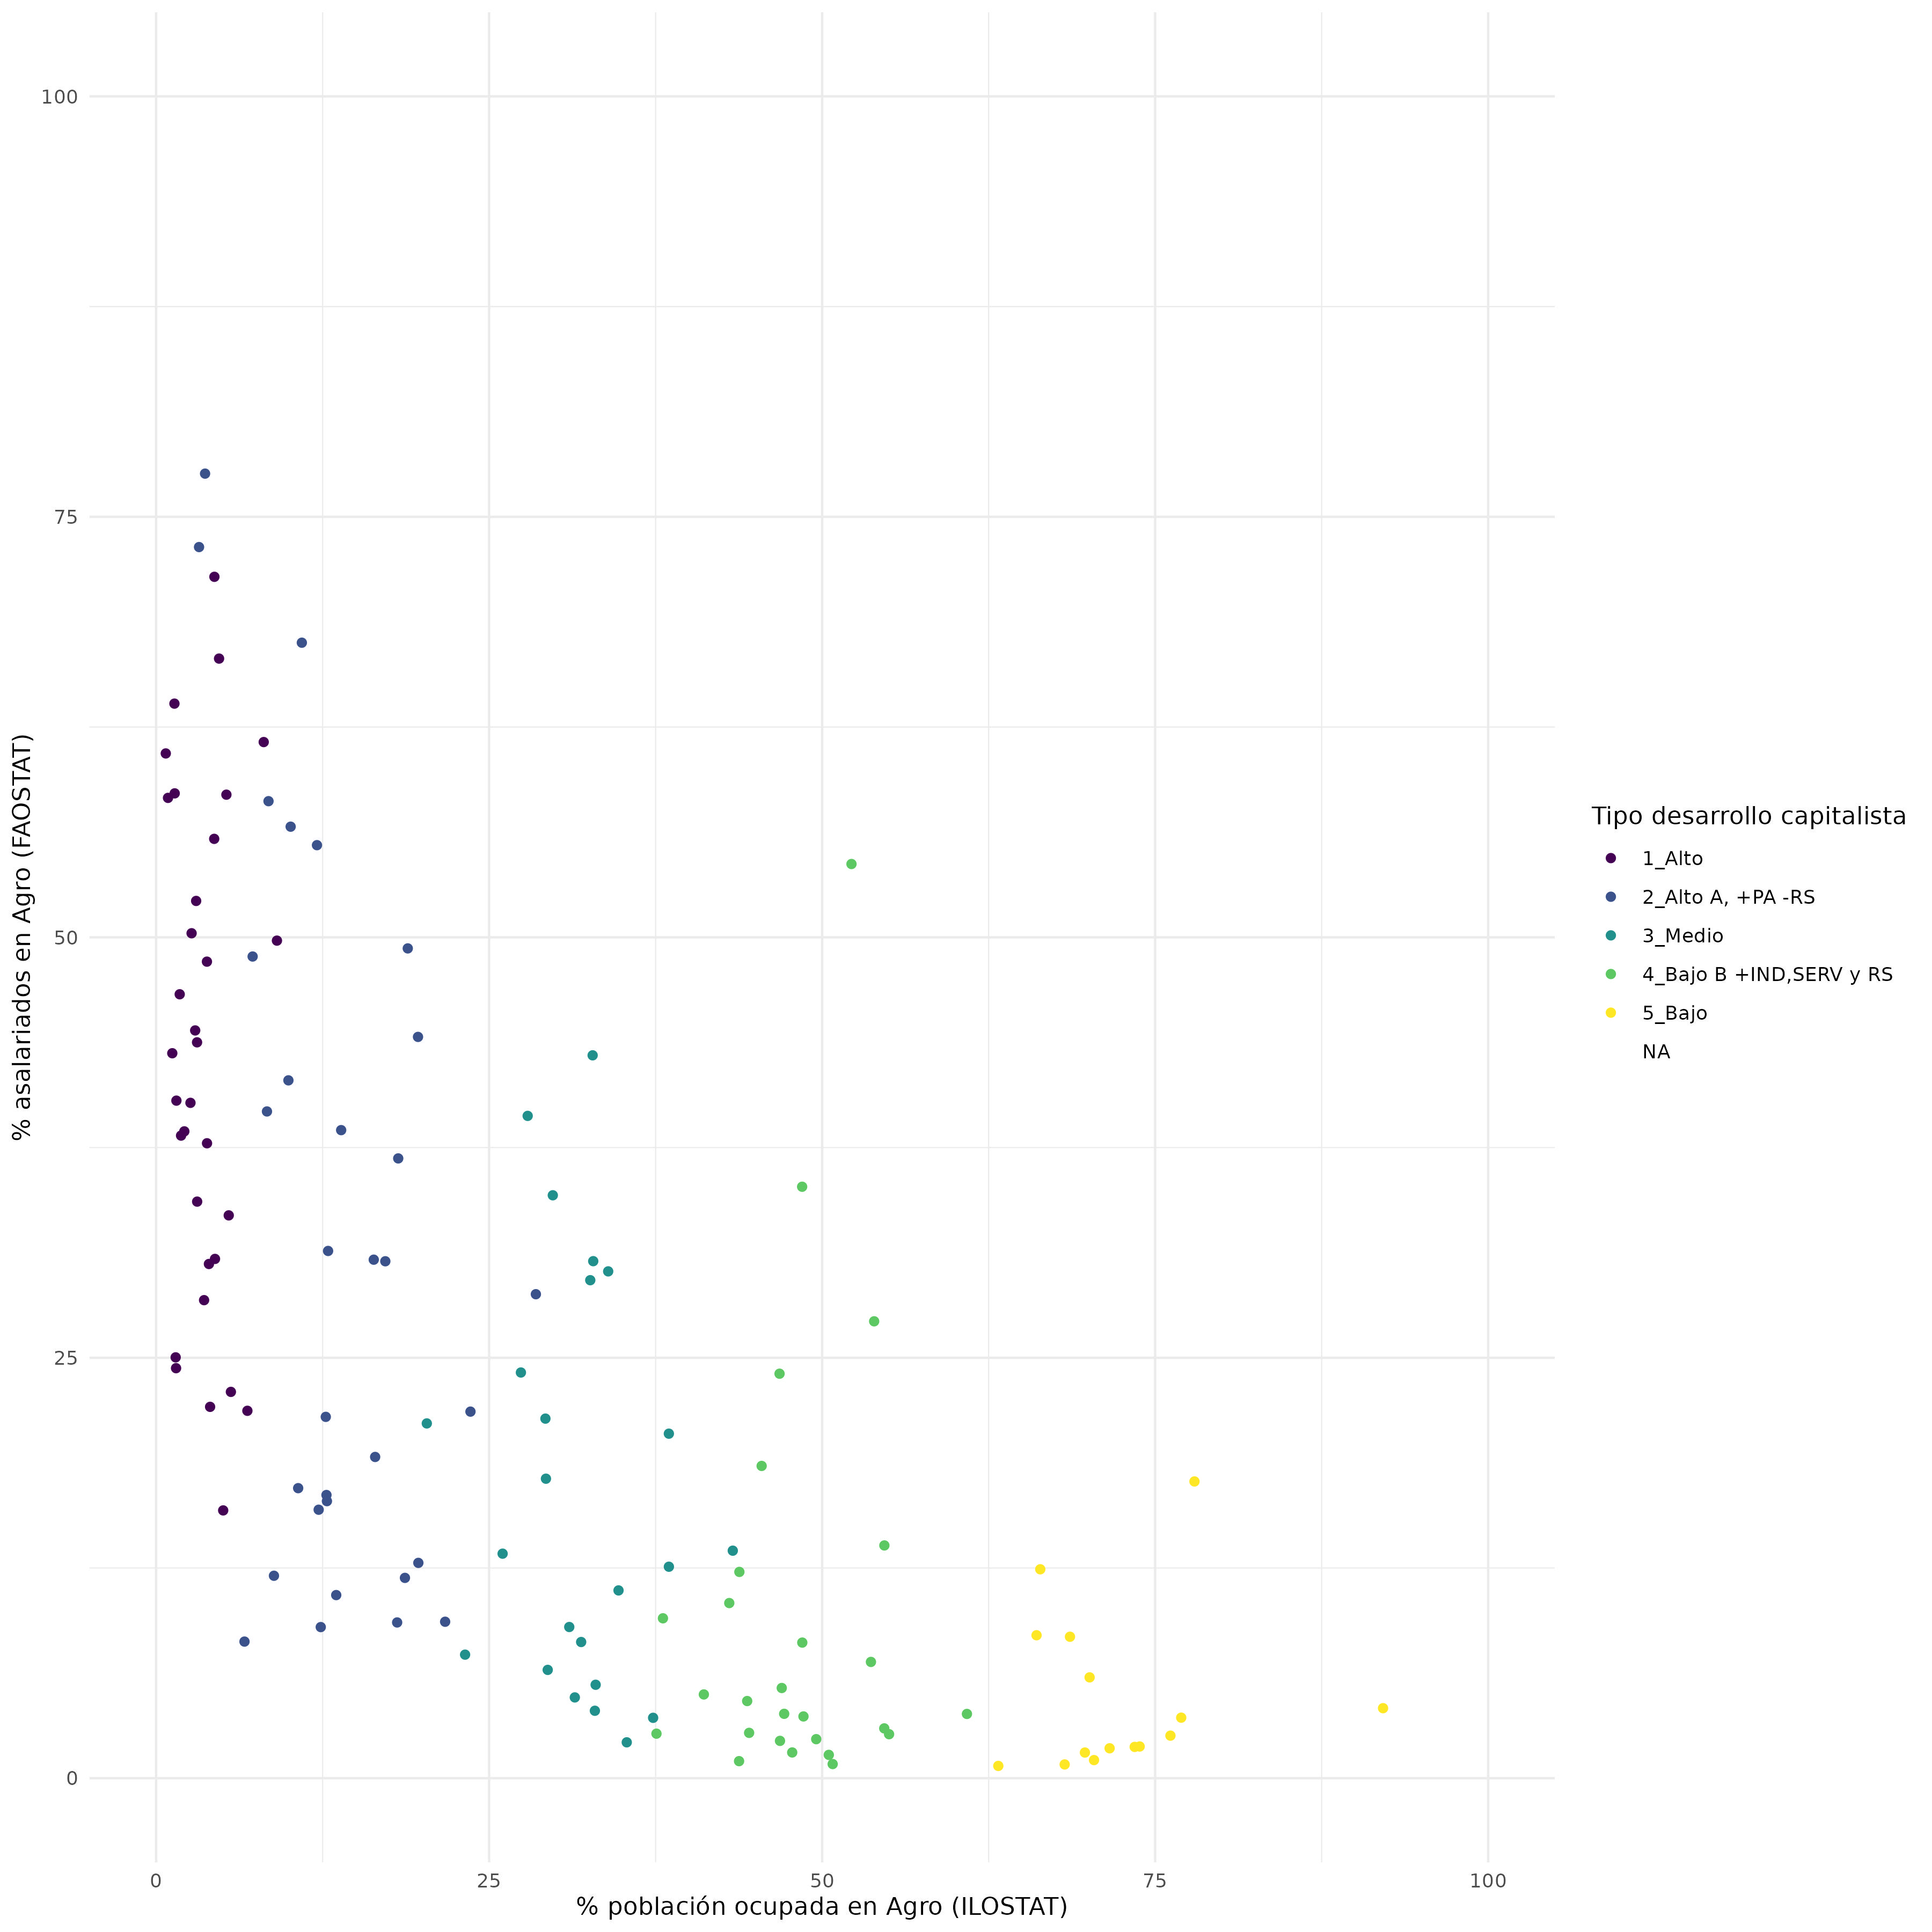 100
75
50
25
0
% asalariados en Agro (FAOSTAT)
0
25
50
75
100
% población ocupada en Agro (ILOSTAT)
Tipo desarrollo capitalista
1_Alto
2_Alto A, +PA -RS
3_Medio
4_Bajo B +IND,SERV y RS
5_Bajo
NA